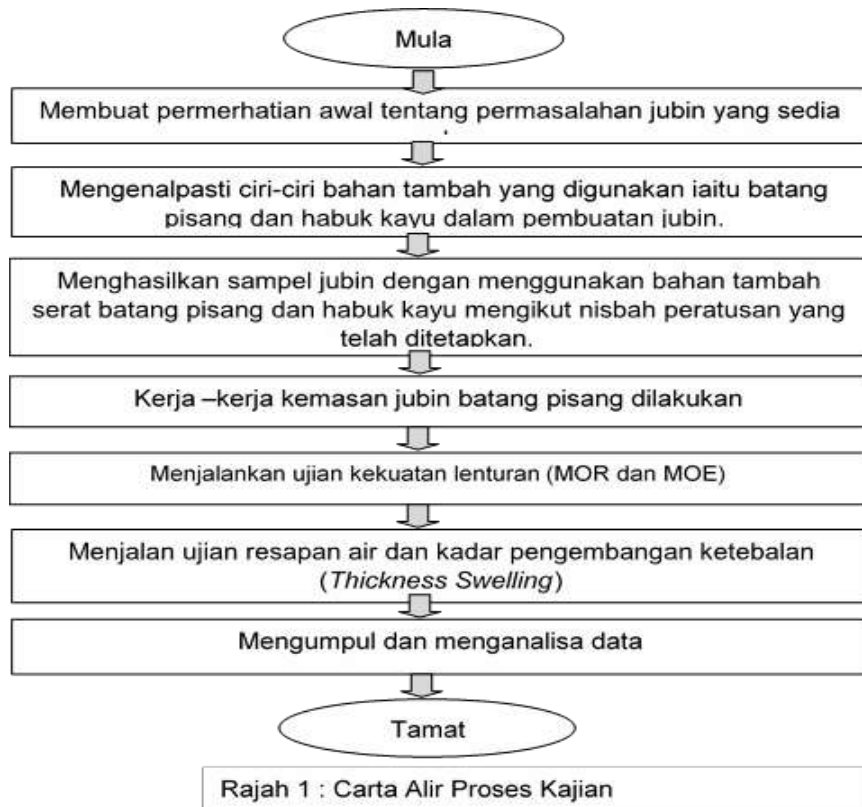 Mula
Membuat permerhatian awal tentang permasalahan jubin yang sedia
Mengenalpasti ciri-ciri bahan tambah yang digunakan iaitu batang
pisang dan habuk kayu dalam pembuatan jubin.
Menghasilkan sampel jubin dengan menggunakan bahan tambah
serat batang pisang dan habuk kayu mengikut nisbah peratusan yang
telah ditetapkan.
Kerja –kerja kemasan jubin batang pisang dilakukan
Menjalankan ujian kekuatan lenturan (MOR dan MOE)
Menjalan ujian resapan air dan kadar pengembangan ketebalan
(Thickness Swelling)
Mengumpul dan menganalisa data
Tamat
Rajah 1 : Carta Alir Proses Kajian